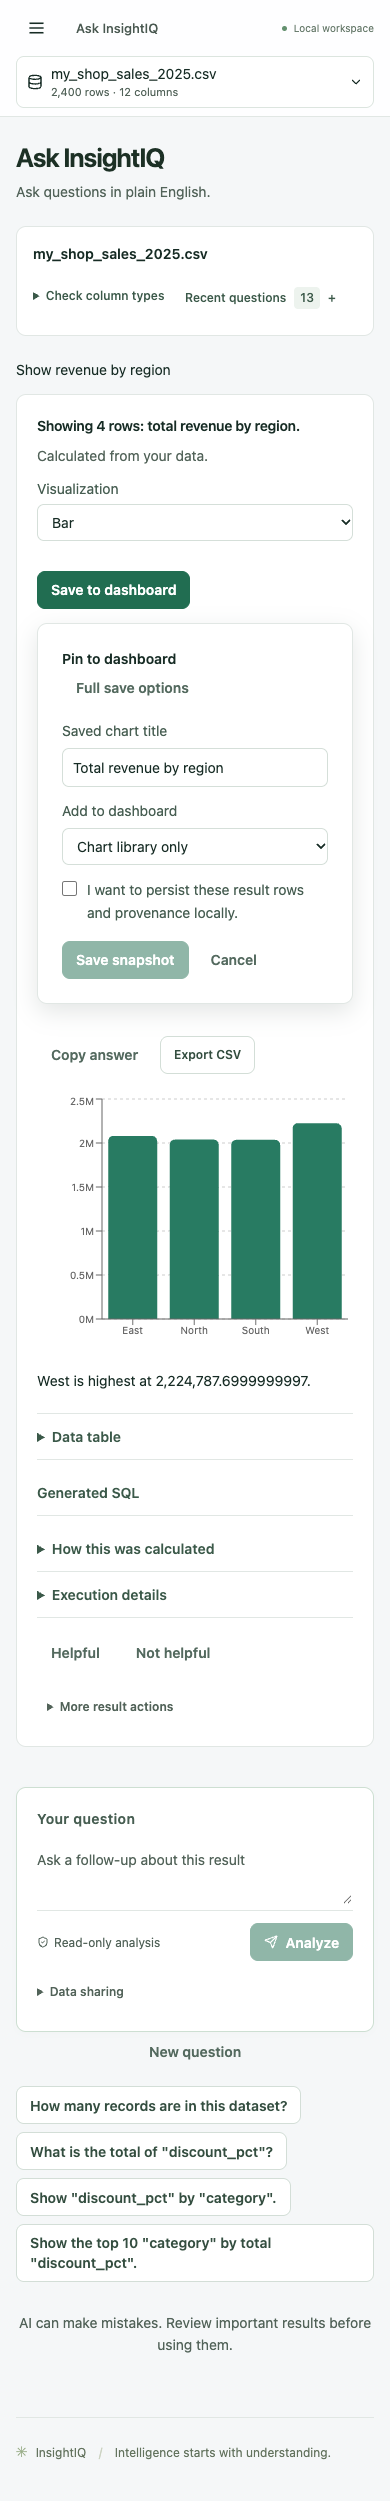 Ask InsightIQ
Local workspace
my_shop_sales_2025.csv
2,400 rows · 12 columns
Ask InsightIQ
Ask questions in plain English.
my_shop_sales_2025.csv
Check column types
Recent questions 13 +
Show revenue by region
Showing 4 rows: total revenue by region.
Calculated from your data.
Visualization
Bar
Save to dashboard
Pin to dashboard
Full save options
Saved chart title
Total revenue by region
Add to dashboard
Chart library only
I want to persist these result rows
and provenance locally.
Save snapshot
Cancel
Copy answer
Export CSV
2.5M
2M
1.5M
1M
0.5M
0M
East
North
South
West
West is highest at 2,224,787.6999999997.
Data table
Generated SQL
How this was calculated
Execution details
Helpful
Not helpful
More result actions
Your question
Ask a follow-up about this result
Read-only analysis
Analyze
Data sharing
New question
How many records are in this dataset?
What is the total of "discount_pct"?
Show "discount_pct" by "category".
Show the top 10 "category" by total
"discount_pct".
AI can make mistakes. Review important results before
using them.
InsightIQ / Intelligence starts with understanding.